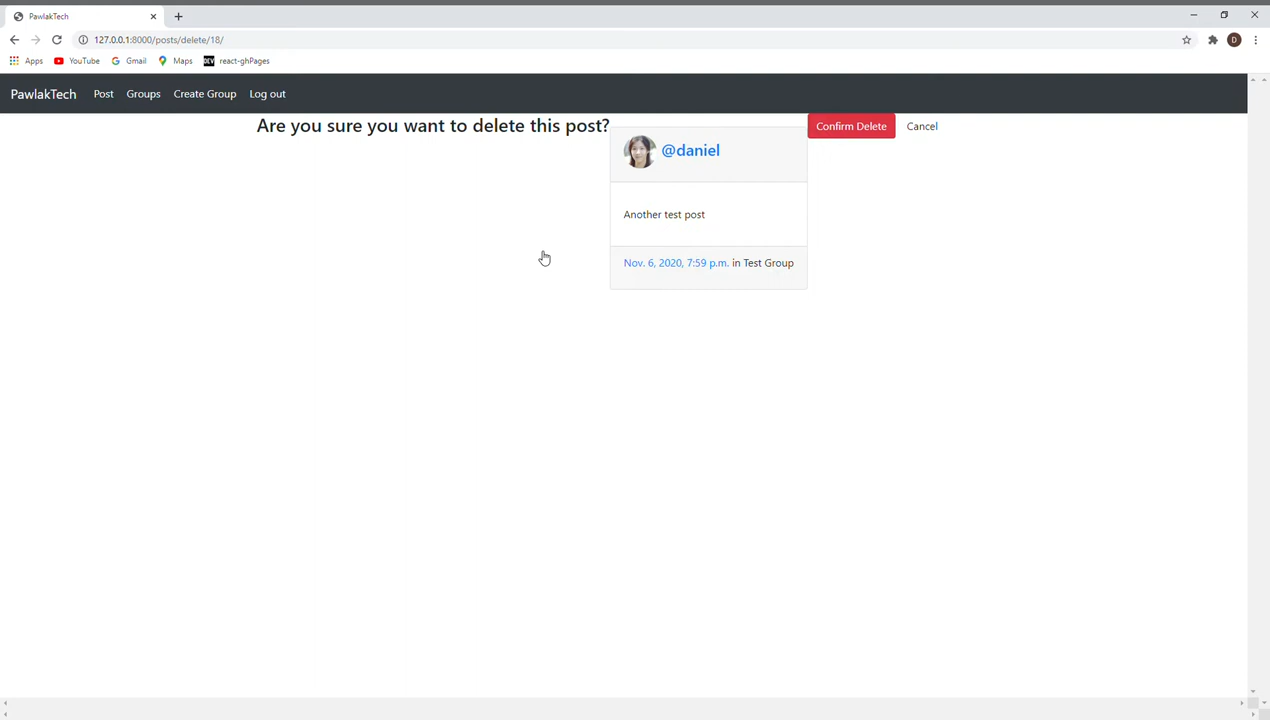 PawlakTech
127.0.0.1:8000/posts/delete/18/
D
Apps YouTube Gmail Maps DEV react-ghPages
PawlakTech Post Groups Create Group Log out
Are you sure you want to delete this post?
@daniel
Another test post
Nov. 6, 2020, 7:59 p.m. in Test Group
Confirm Delete Cancel